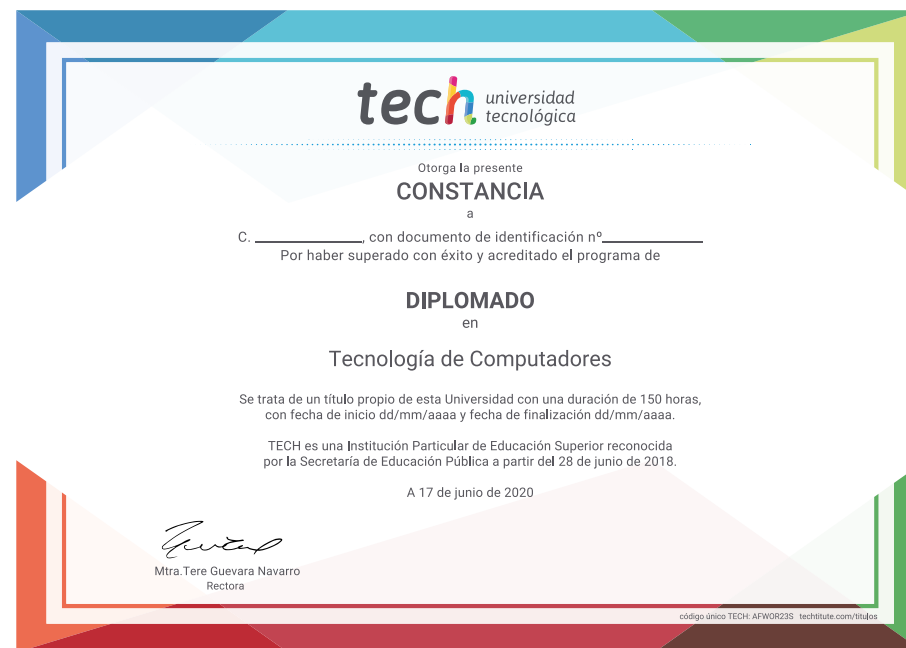 tech universidad
tecnológica
Otorga la presente
CONSTANCIA
a
C. ____________, con documento de identificación nº____________
Por haber superado con éxito y acreditado el programa de
DIPLOMADO
en
Tecnología de Computadores
Se trata de un título propio de esta Universidad con una duración de 150 horas,
con fecha de inicio dd/mm/aaaa y fecha de finalización dd/mm/aaaa.
TECH es una Institución Particular de Educación Superior reconocida
por la Secretaría de Educación Pública a partir del 28 de junio de 2018.
A 17 de junio de 2020
Mtra.Tere Guevara Navarro
Rectora
código único TECH: AFWOR23S techtitute.com/titulos